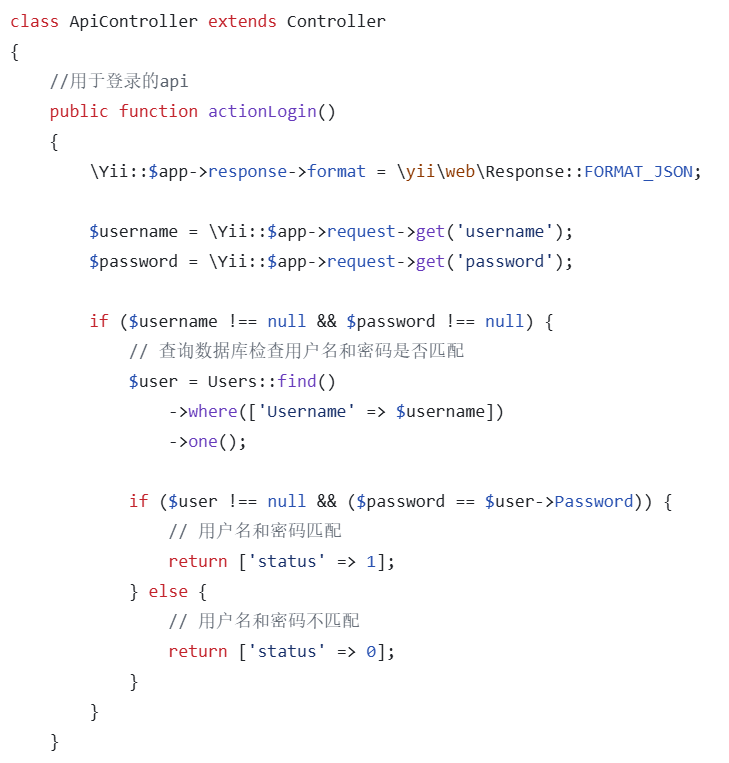 class ApiController extends Controller
{
    //用于登录的api
    public function actionLogin()
    {
        \Yii::$app->response->format = \yii\web\Response::FORMAT_JSON;

        $username = \Yii::$app->request->get('username');
        $password = \Yii::$app->request->get('password');

        if ($username !== null && $password !== null) {
            // 查询数据库检查用户名和密码是否匹配
            $user = Users::find()
                ->where(['Username' => $username])
                ->one();

            if ($user !== null && ($password == $user->Password)) {
                // 用户名和密码匹配
                return ['status' => 1];
            } else {
                // 用户名和密码不匹配
                return ['status' => 0];
            }
        }
    }